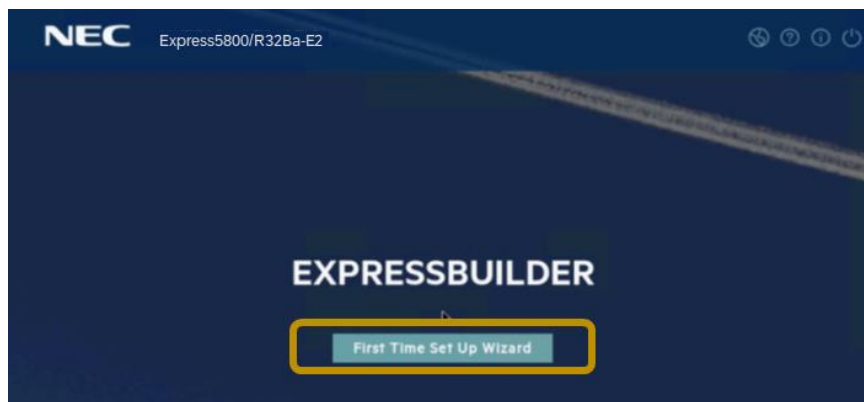 NEC Express5800/R32Ba-E2
EXPRESSBUILDER
First Time Set Up Wizard